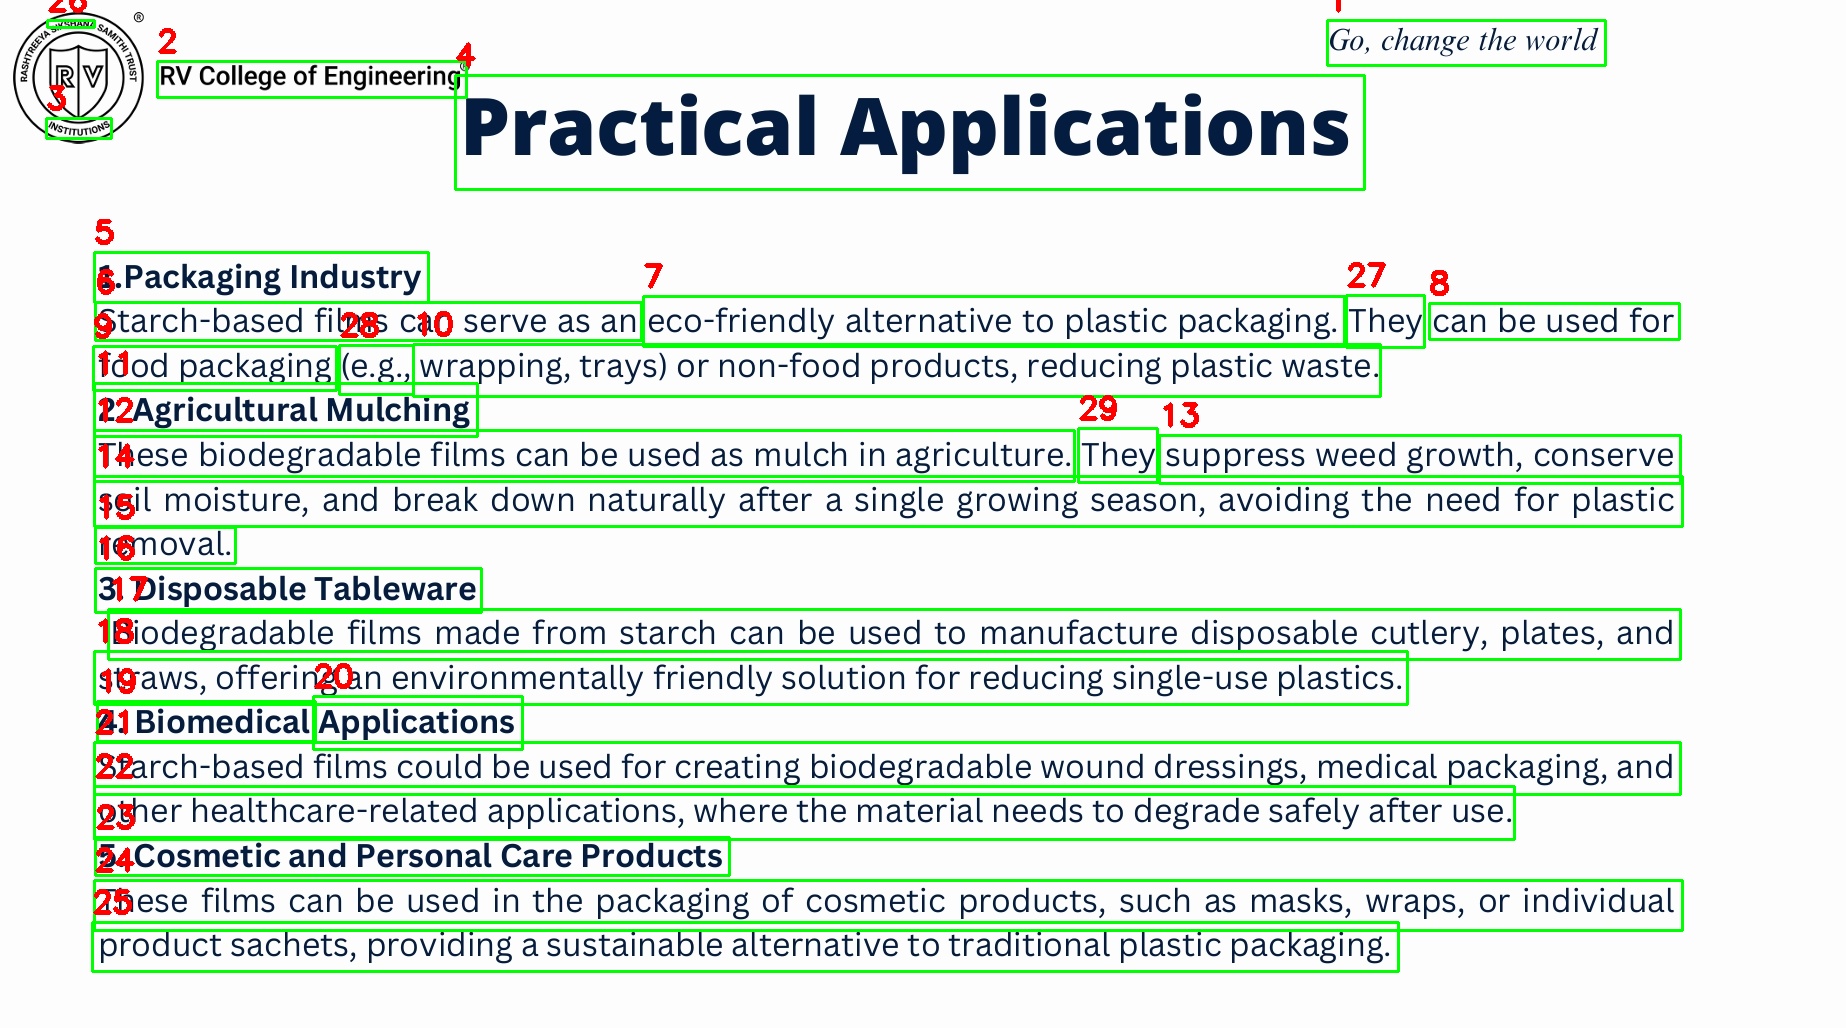 RASHTREEYA SIKSHANA SAMITHI TRUST
RV
INSTITUTIONS
®
RV College of Engineering®
Go, change the world
Practical Applications
1.Packaging Industry
Starch-based films can serve as an eco-friendly alternative to plastic packaging. They can be used for
food packaging (e.g., wrapping, trays) or non-food products, reducing plastic waste.
2. Agricultural Mulching
These biodegradable films can be used as mulch in agriculture. They suppress weed growth, conserve
soil moisture, and break down naturally after a single growing season, avoiding the need for plastic
removal.
3. Disposable Tableware
Biodegradable films made from starch can be used to manufacture disposable cutlery, plates, and
straws, offering an environmentally friendly solution for reducing single-use plastics.
4. Biomedical Applications
Starch-based films could be used for creating biodegradable wound dressings, medical packaging, and
other healthcare-related applications, where the material needs to degrade safely after use.
5. Cosmetic and Personal Care Products
These films can be used in the packaging of cosmetic products, such as masks, wraps, or individual
product sachets, providing a sustainable alternative to traditional plastic packaging.
1
2
3
4
5
6
7
8
9
10
11
12
13
14
15
16
17
18
19
20
21
22
23
24
25
26
27
28
29